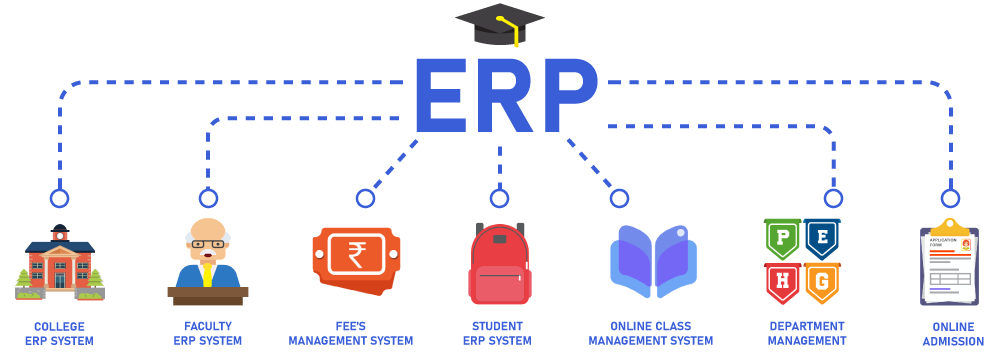 ERP
₹
P E
H G
APPLICATION
FORM
COLLEGE
ERP SYSTEM
FACULTY
ERP SYSTEM
FEE'S
MANAGEMENT SYSTEM
STUDENT
ERP SYSTEM
ONLINE CLASS
MANAGEMENT SYSTEM
DEPARTMENT
MANAGEMENT
ONLINE
ADMISSION